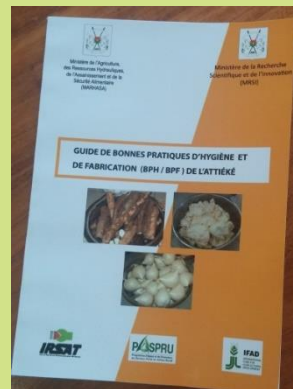 Ministère de l'Agriculture,
des Ressources Hydrauliques,
de l'Assainissement et de la
Sécurité Alimentaire
(MARHASA)
Ministère de la Recherche
Scientifique et de l'Innovation
(MRSI)
GUIDE DE BONNES PRATIQUES D'HYGIÈNE ET
DE FABRICATION (BPH / BPF) DE L'ATTIÉKÉ
IRSAT
PASPRU
IFAD